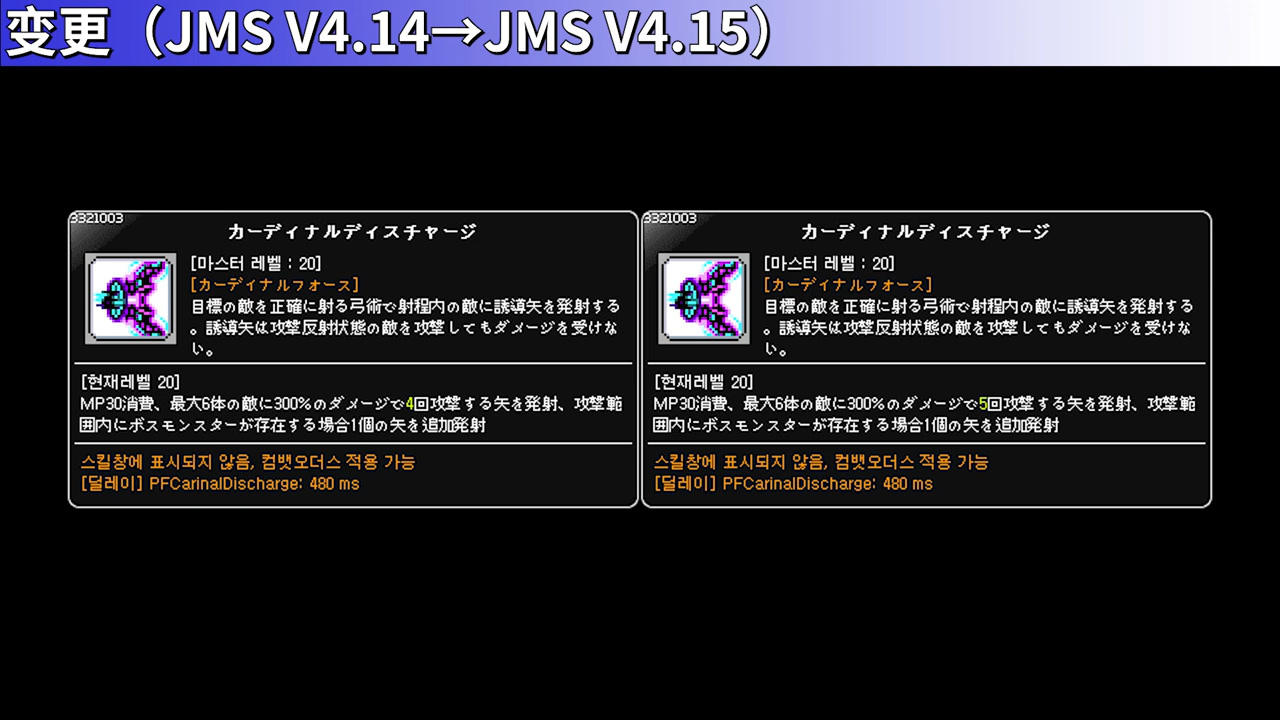 変更（JMS V4.14→JMS V4.15）
3321003
カーディナルディスチャージ
[마스터 레벨 : 20]
[カーディナルフォース]
目標の敵を正確に射る弓術で射程内の敵に誘導矢を発射する
。誘導矢は攻撃反射状態の敵を攻撃してもダメージを受けな
い。
[현재레벨 20]
MP30消費、最大6体の敵に300%のダメージで4回攻撃する矢を発射、攻撃範
囲内にボスモンスターが存在する場合1個の矢を追加発射
스킬창에 표시되지 않음, 컴뱃오더스 적용 가능
[딜레이] PFCarinalDischarge: 480 ms
3321003
カーディナルディスチャージ
[마스터 레벨 : 20]
[カーディナルフォース]
目標の敵を正確に射る弓術で射程内の敵に誘導矢を発射する
。誘導矢は攻撃反射状態の敵を攻撃してもダメージを受けな
い。
[현재레벨 20]
MP30消費、最大6体の敵に300%のダメージで5回攻撃する矢を発射、攻撃範
囲内にボスモンスターが存在する場合1個の矢を追加発射
스킬창에 표시되지 않음, 컴뱃오더스 적용 가능
[딜레이] PFCarinalDischarge: 480 ms